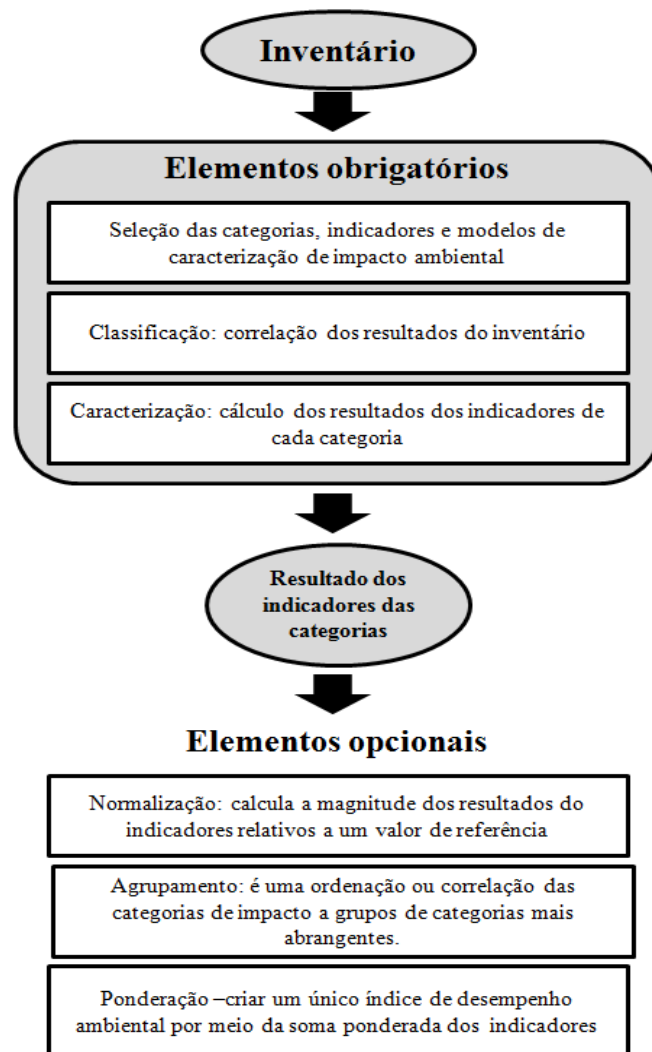 Inventário
Elementos obrigatórios
Seleção das categorias, indicadores e modelos de
caracterização de impacto ambiental
Classificação: correlação dos resultados do inventário
Caracterização: cálculo dos resultados dos indicadores de
cada categoria
Resultado dos
indicadores das
categorias
Elementos opcionais
Normalização: calcula a magnitude dos resultados do
indicadores relativos a um valor de referência
Agrupamento: é uma ordenação ou correlação das
categorias de impacto a grupos de categorias mais
abrangentes.
Ponderação –criar um único índice de desempenho
ambiental por meio da soma ponderada dos indicadores